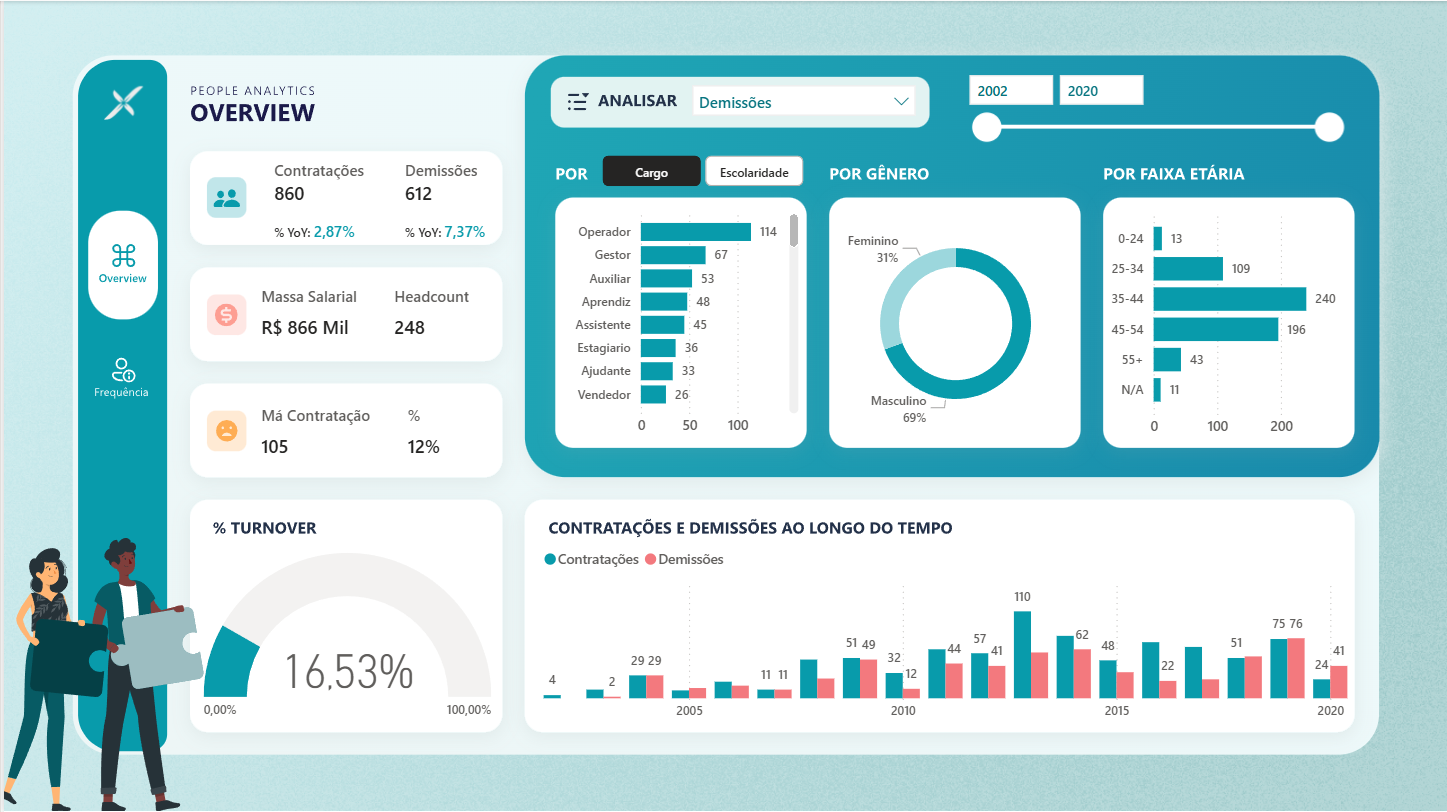 PEOPLE ANALYTICS
OVERVIEW
Overview
Frequência
Contratações Demissões
860 612
% YoY: 2,87% % YoY: 7,37%
Massa Salarial Headcount
R$ 866 Mil 248
Má Contratação %
105 12%
ANALISAR Demissões
2002 2020
POR Cargo Escolaridade
Operador 114
Gestor 67
Auxiliar 53
Aprendiz 48
Assistente 45
Estagiario 36
Ajudante 33
Vendedor 26
0 50 100
POR GÊNERO
Feminino
31%
Masculino
69%
POR FAIXA ETÁRIA
0-24 13
25-34 109
35-44 240
45-54 196
55+ 43
N/A 11
0 100 200
% TURNOVER
16,53%
0,00% 100,00%
CONTRATAÇÕES E DEMISSÕES AO LONGO DO TEMPO
Contratações Demissões
4 2 29 29 11 11 51 49 32 12 44 57 41 110 62 48 22 51 75 76 24 41
2005 2010 2015 2020